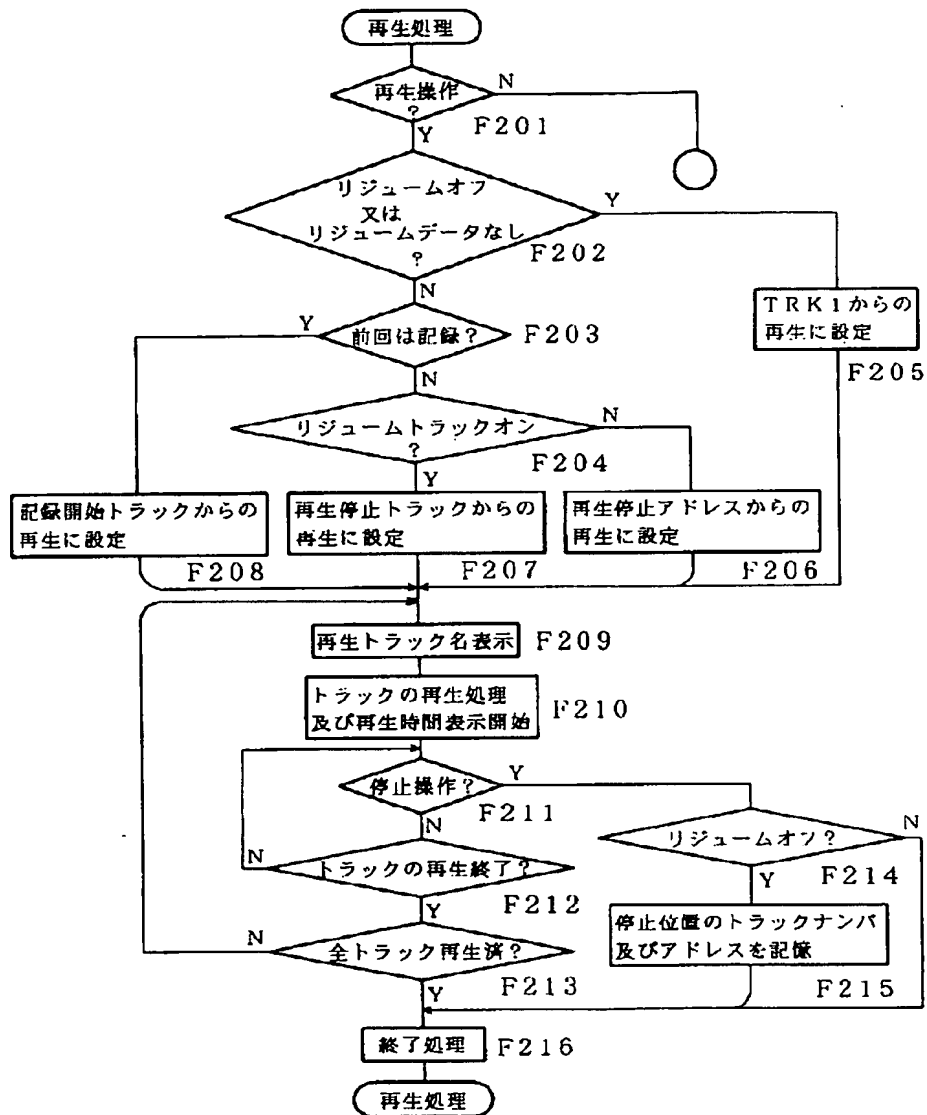 再生処理
再生操作
?
N
F201
Y
リジュームオフ
又は
リジュームデータなし
?
Y
F202
N
TRK1からの
再生に設定
F205
Y
前回は記録?
F203
N
リジュームトラックオン
?
N
F204
Y
記録開始トラックからの
再生に設定
F208
再生停止トラックからの
再生に設定
F207
再生停止アドレスからの
再生に設定
F206
再生トラック名表示
F209
トラックの再生処理
及び再生時間表示開始
F210
停止操作?
Y
F211
N
リジュームオン?
N
F214
Y
N
トラックの再生終了?
F212
Y
停止位置のトラックナンバ
及びアドレスを記憶
F215
N
全トラック再生済?
F213
Y
終了処理
F216
再生処理